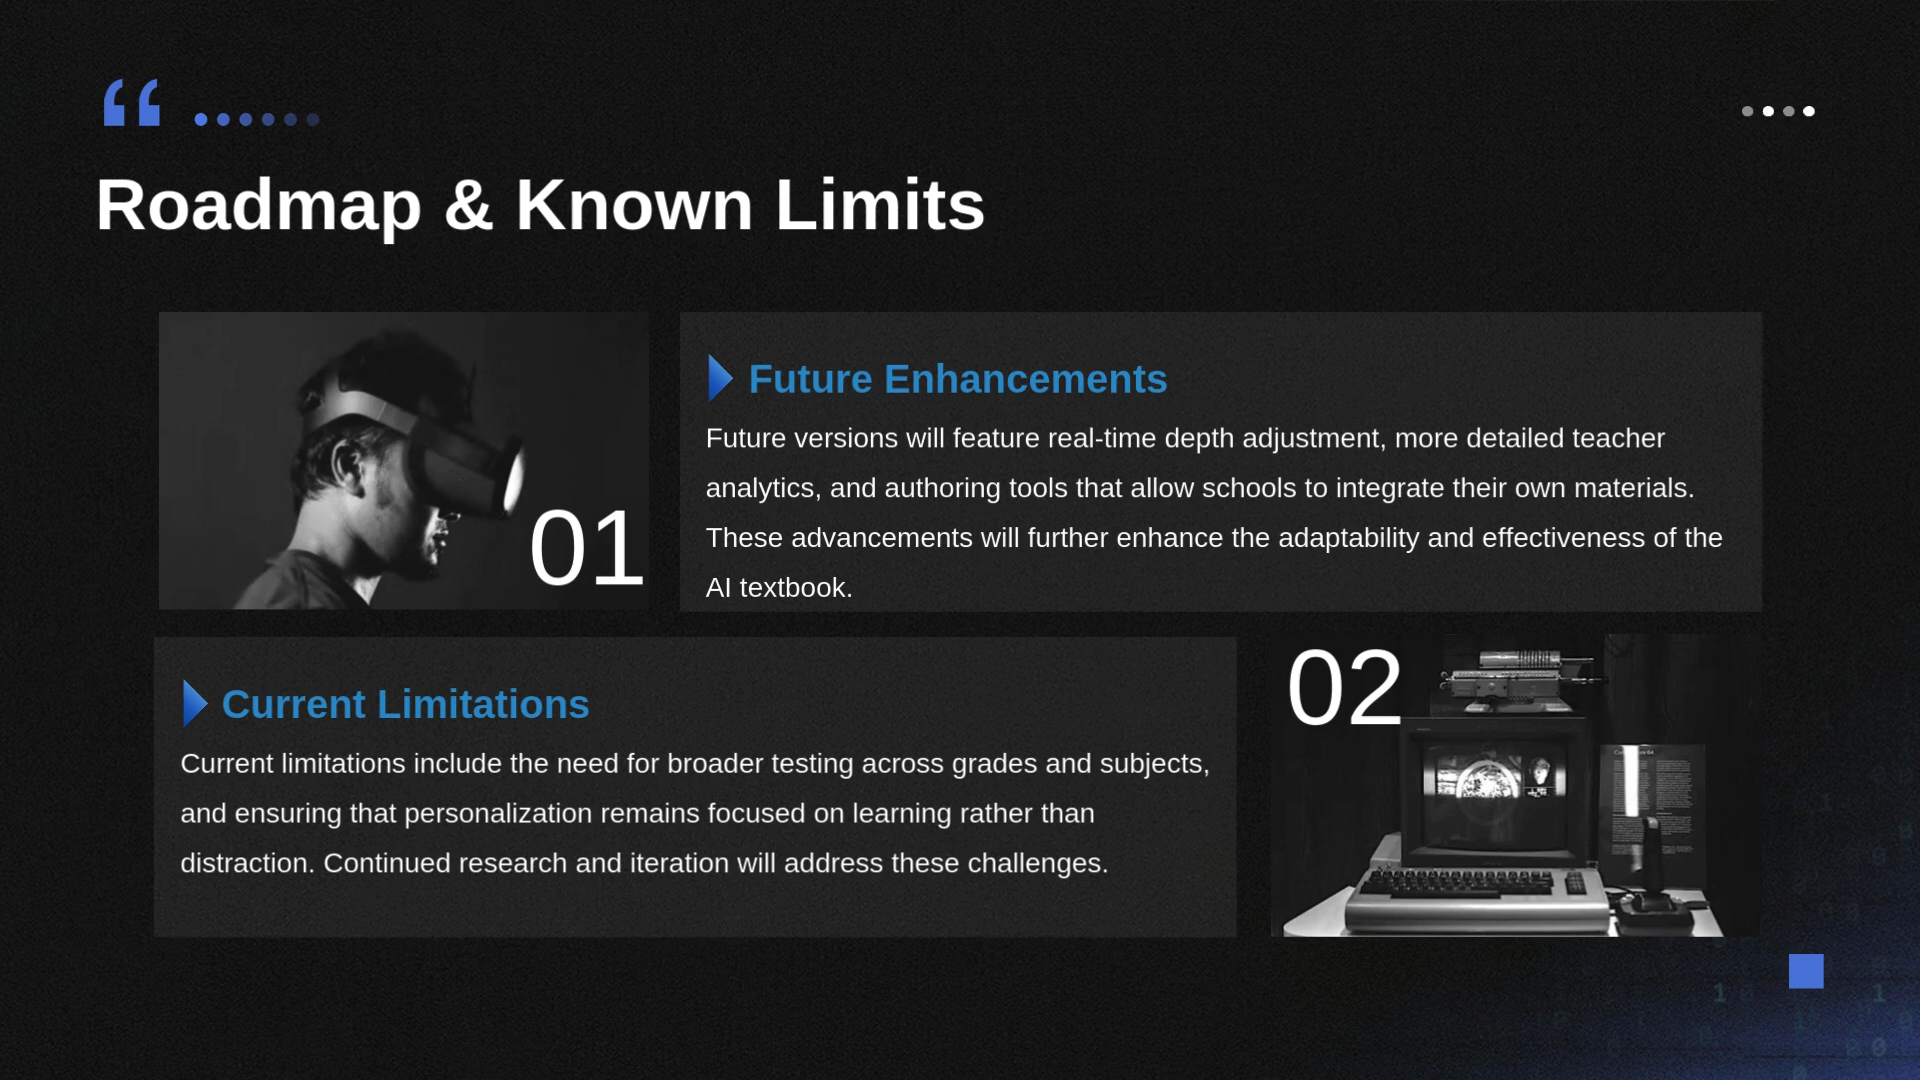 “
Roadmap & Known Limits
01
Future Enhancements
Future versions will feature real-time depth adjustment, more detailed teacher
analytics, and authoring tools that allow schools to integrate their own materials.
These advancements will further enhance the adaptability and effectiveness of the
AI textbook.
Current Limitations
Current limitations include the need for broader testing across grades and subjects,
and ensuring that personalization remains focused on learning rather than
distraction. Continued research and iteration will address these challenges.
02